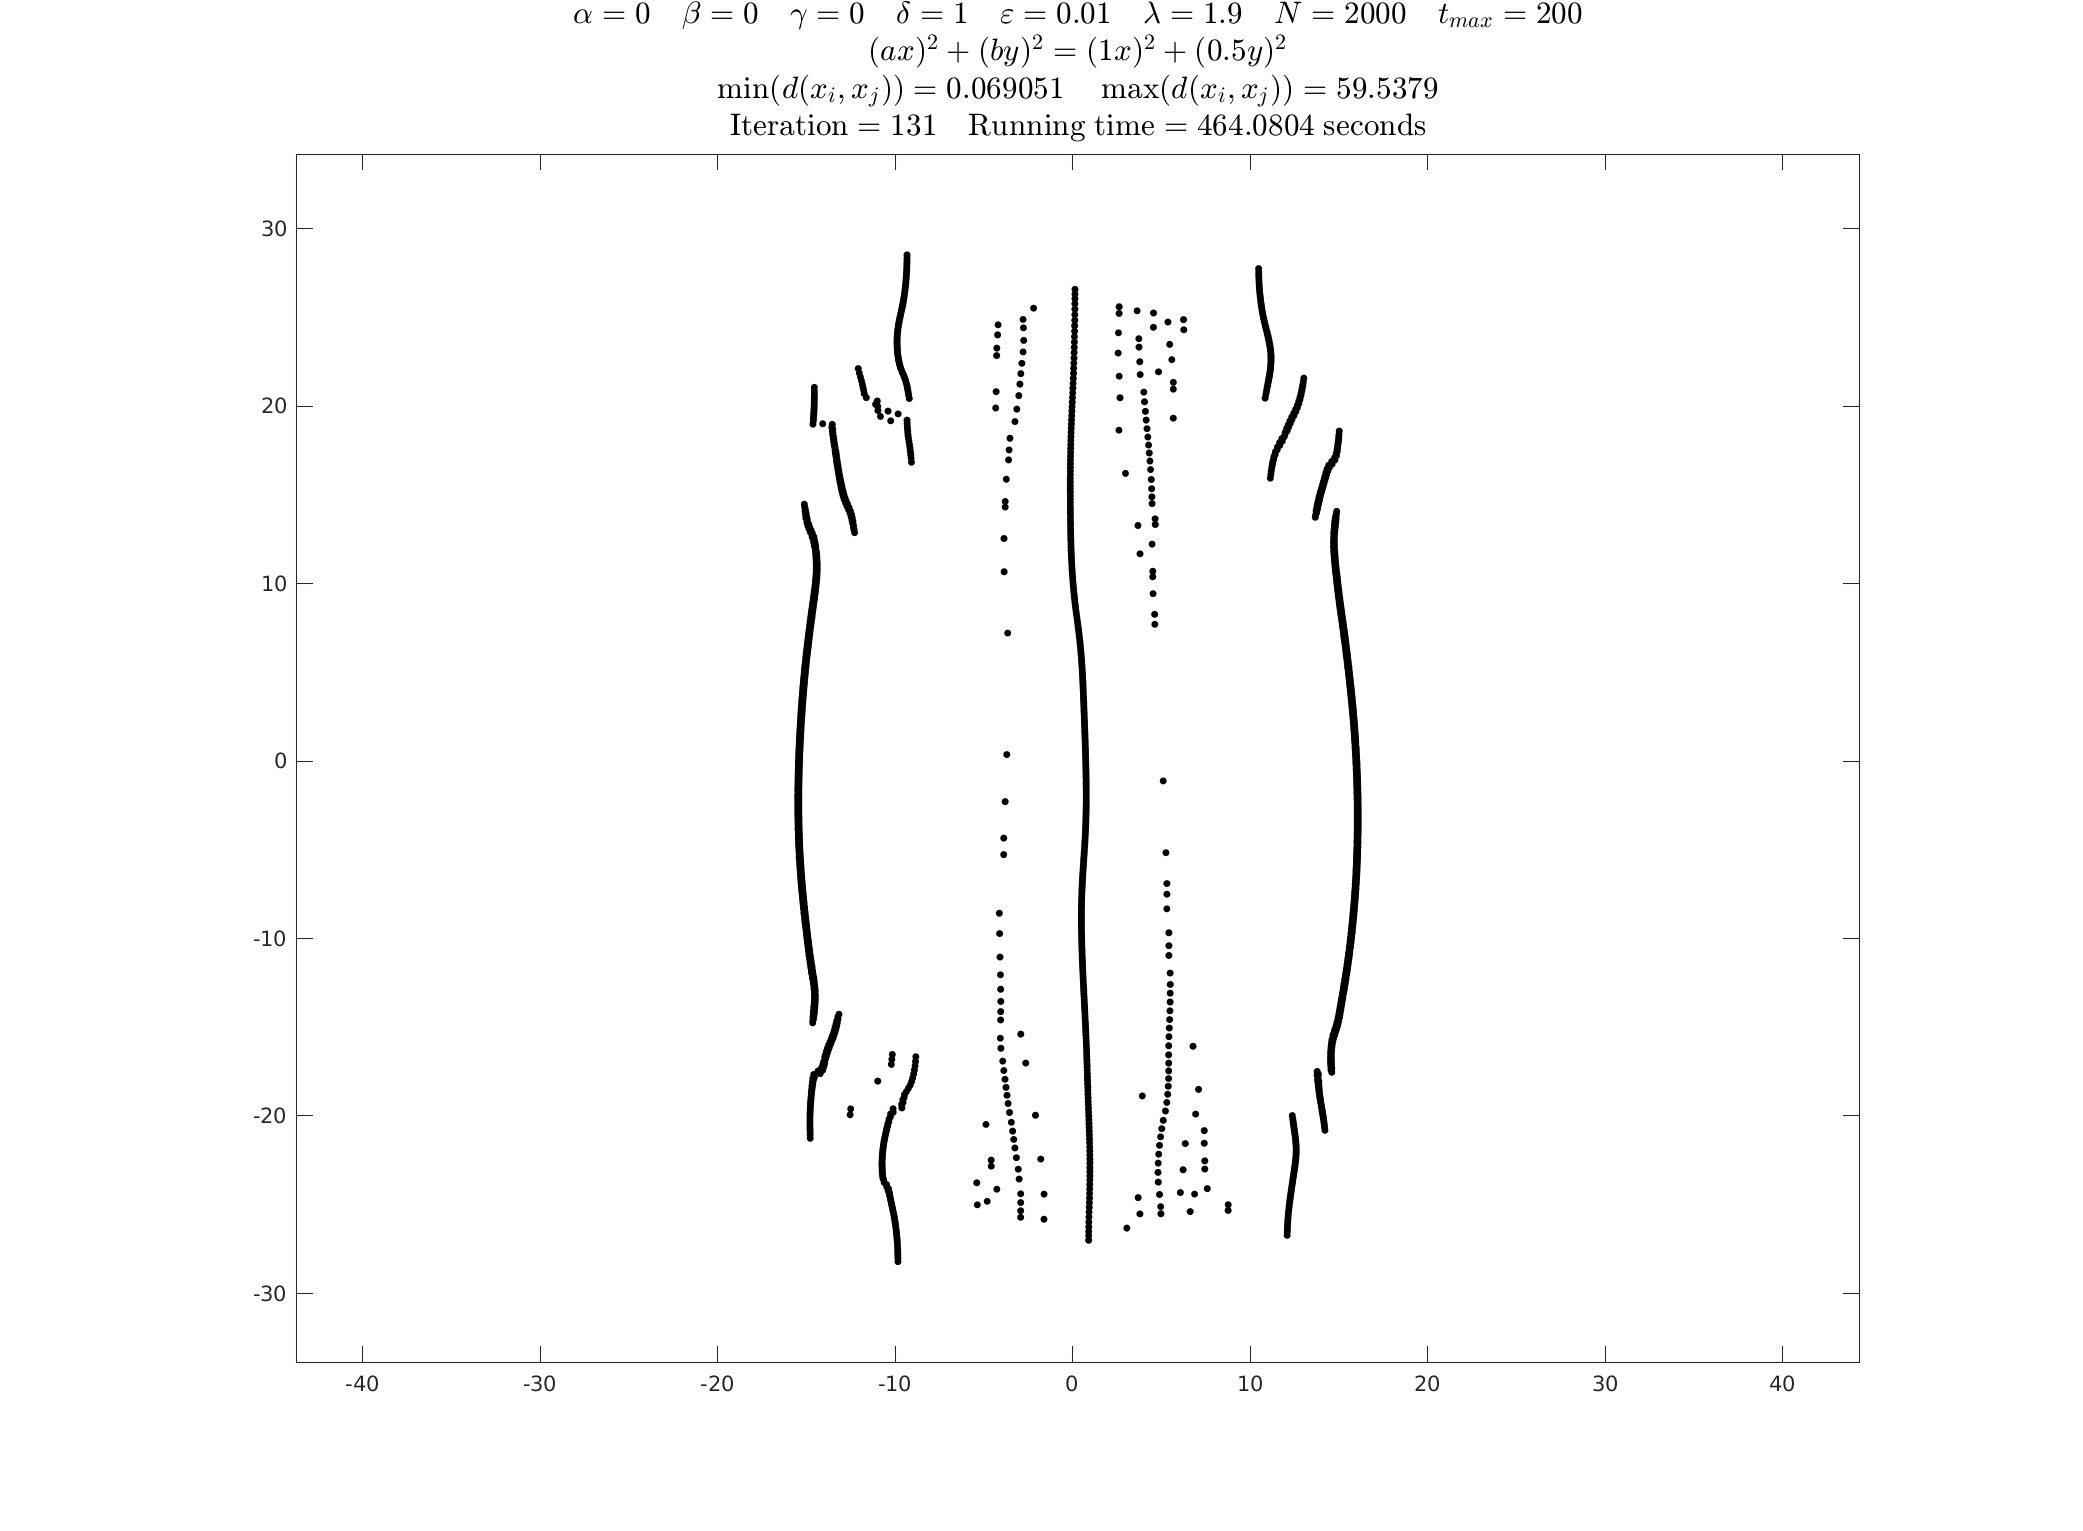 α = 0 β = 0 γ = 0 δ = 1 ε = 0.01 λ = 1.9 N = 2000 t_{max} = 200
(ax)² + (by)² = (1x)² + (0.5y)²
min(d(x_i, x_j)) = 0.069051 max(d(x_i, x_j)) = 59.5379
Iteration = 131 Running time = 464.0804 seconds
30
20
10
0
-10
-20
-30
-40 -30 -20 -10 0 10 20 30 40